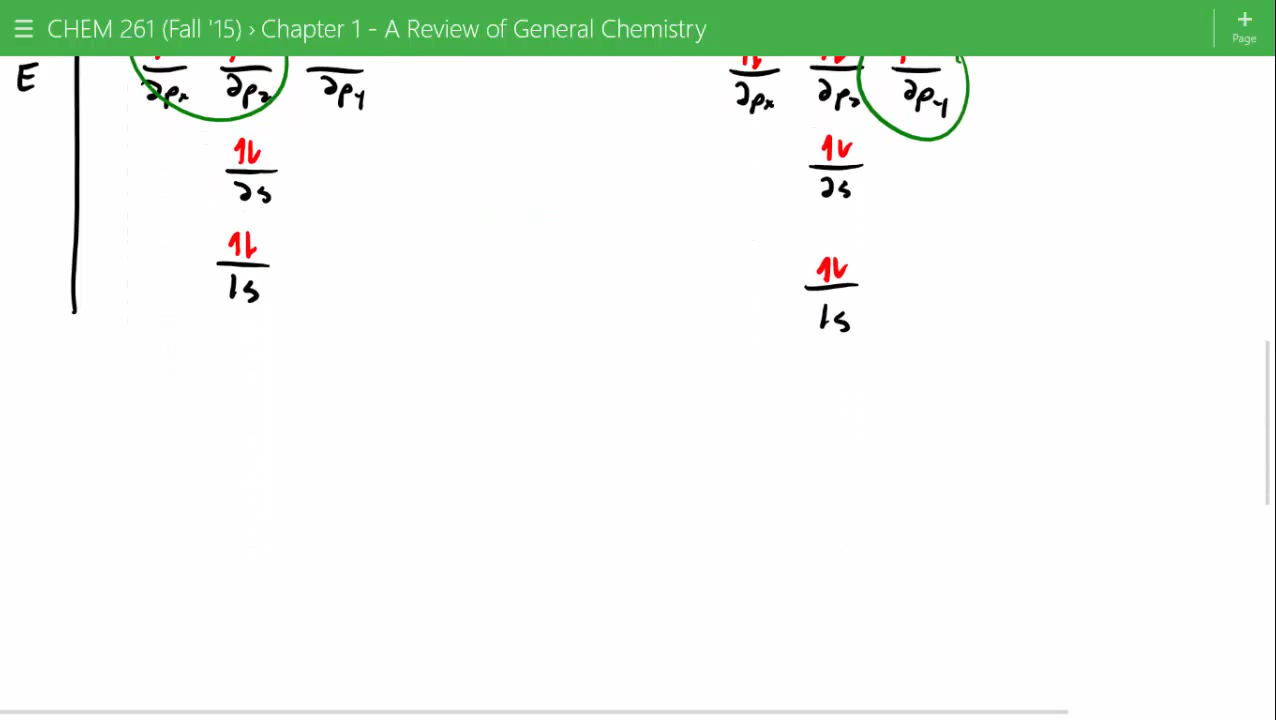 CHEM 261 (Fall '15) › Chapter 1 - A Review of General Chemistry
Page
E
2px 2pz 2py
2px 2pz 2py
2s
2s
1s
1s